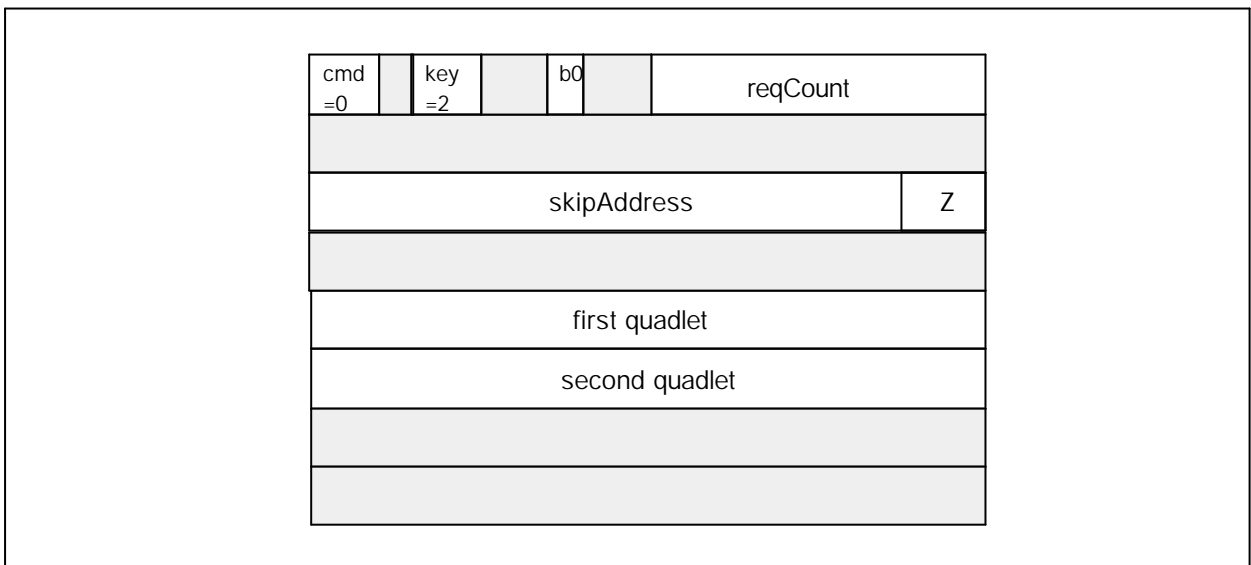 cmd key b0 reqCount
=0 =2
skipAddress Z
first quadlet
second quadlet